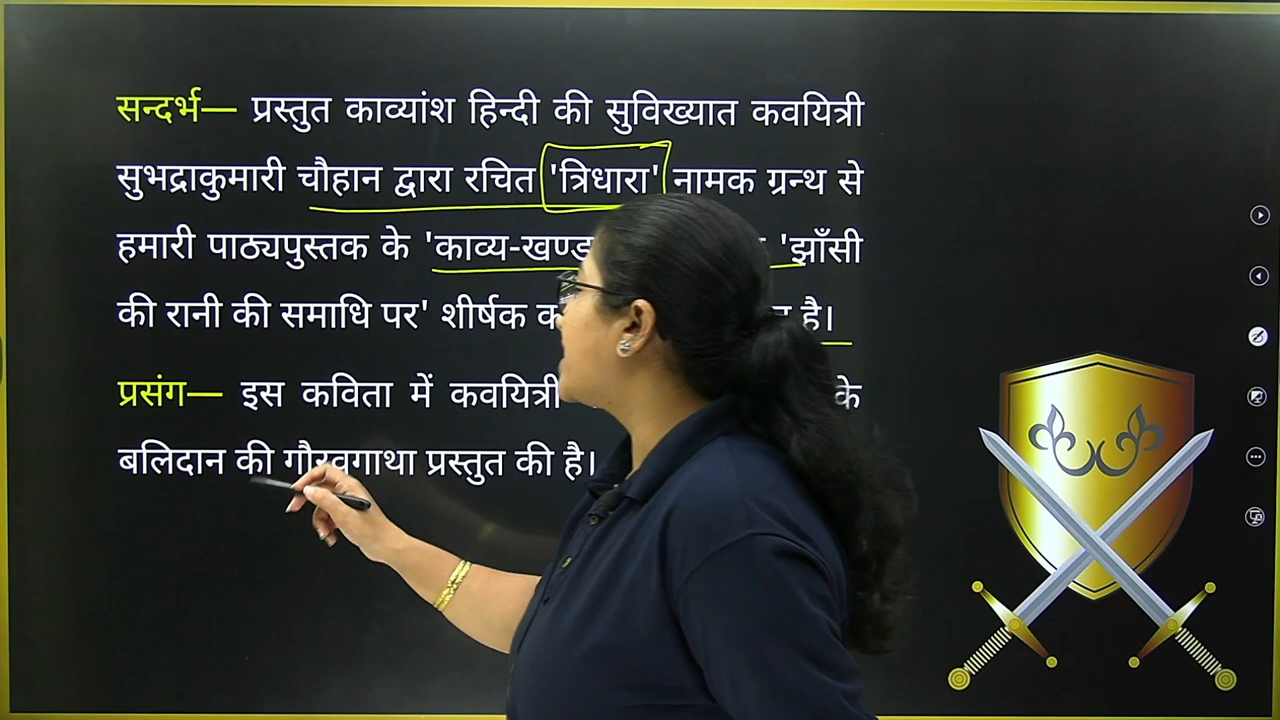 सन्दर्भ— प्रस्तुत काव्यांश हिन्दी की सुविख्यात कवयित्री
सुभद्राकुमारी चौहान द्वारा रचित 'त्रिधारा' नामक ग्रन्थ से
हमारी पाठ्यपुस्तक के 'काव्य-खण्ड 'झाँसी
की रानी की समाधि पर' शीर्षक है।
प्रसंग— इस कविता में कवयित्री के
बलिदान की गौरवगाथा प्रस्तुत की है।